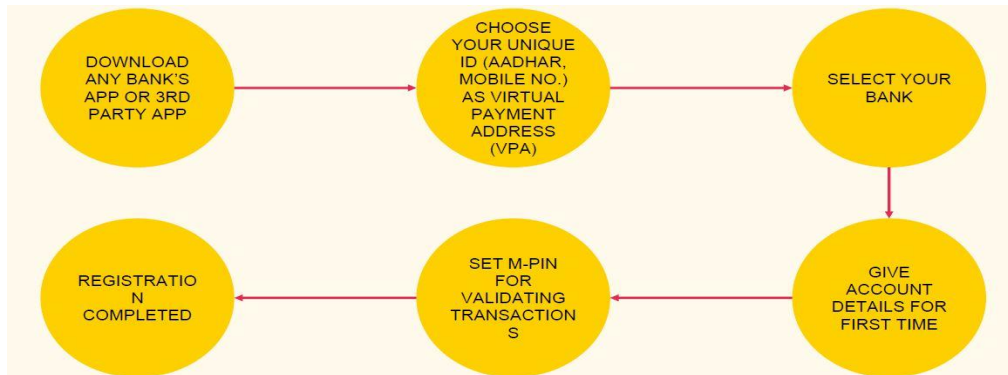 DOWNLOAD
ANY BANK'S
APP OR 3RD
PARTY APP
CHOOSE
YOUR UNIQUE
ID (AADHAR,
MOBILE NO.)
AS VIRTUAL
PAYMENT
ADDRESS
(VPA)
SELECT YOUR
BANK
GIVE
ACCOUNT
DETAILS FOR
FIRST TIME
SET M-PIN
FOR
VALIDATING
TRANSACTION
S
REGISTRATIO
N
COMPLETED